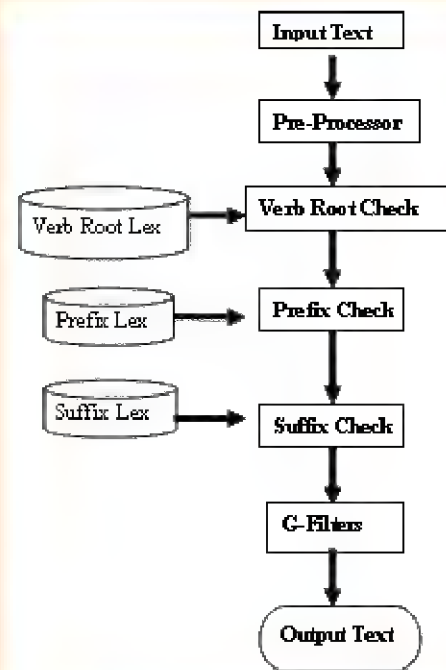 Input Text
Pre-Processor
Verb Root Lex
Verb Root Check
Prefix Lex
Prefix Check
Suffix Lex
Suffix Check
G-Filters
Output Text